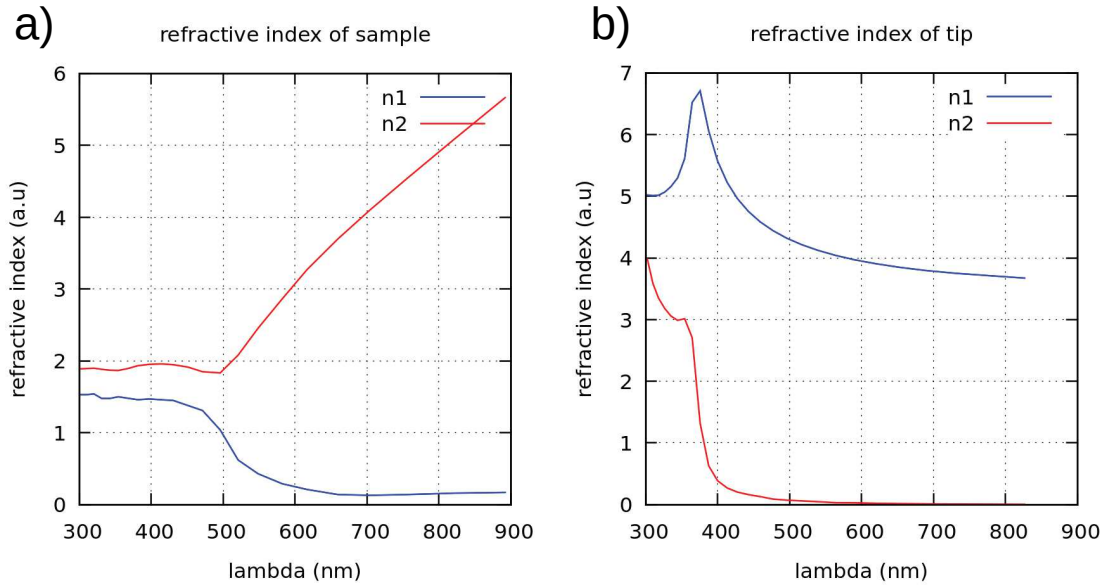 a)
refractive index of sample
n1
n2
6
5
4
3
2
1
0
refractive index (a.u)
300 400 500 600 700 800 900
lambda (nm)
b)
refractive index of tip
n1
n2
7
6
5
4
3
2
1
0
refractive index (a.u)
300 400 500 600 700 800 900
lambda (nm)